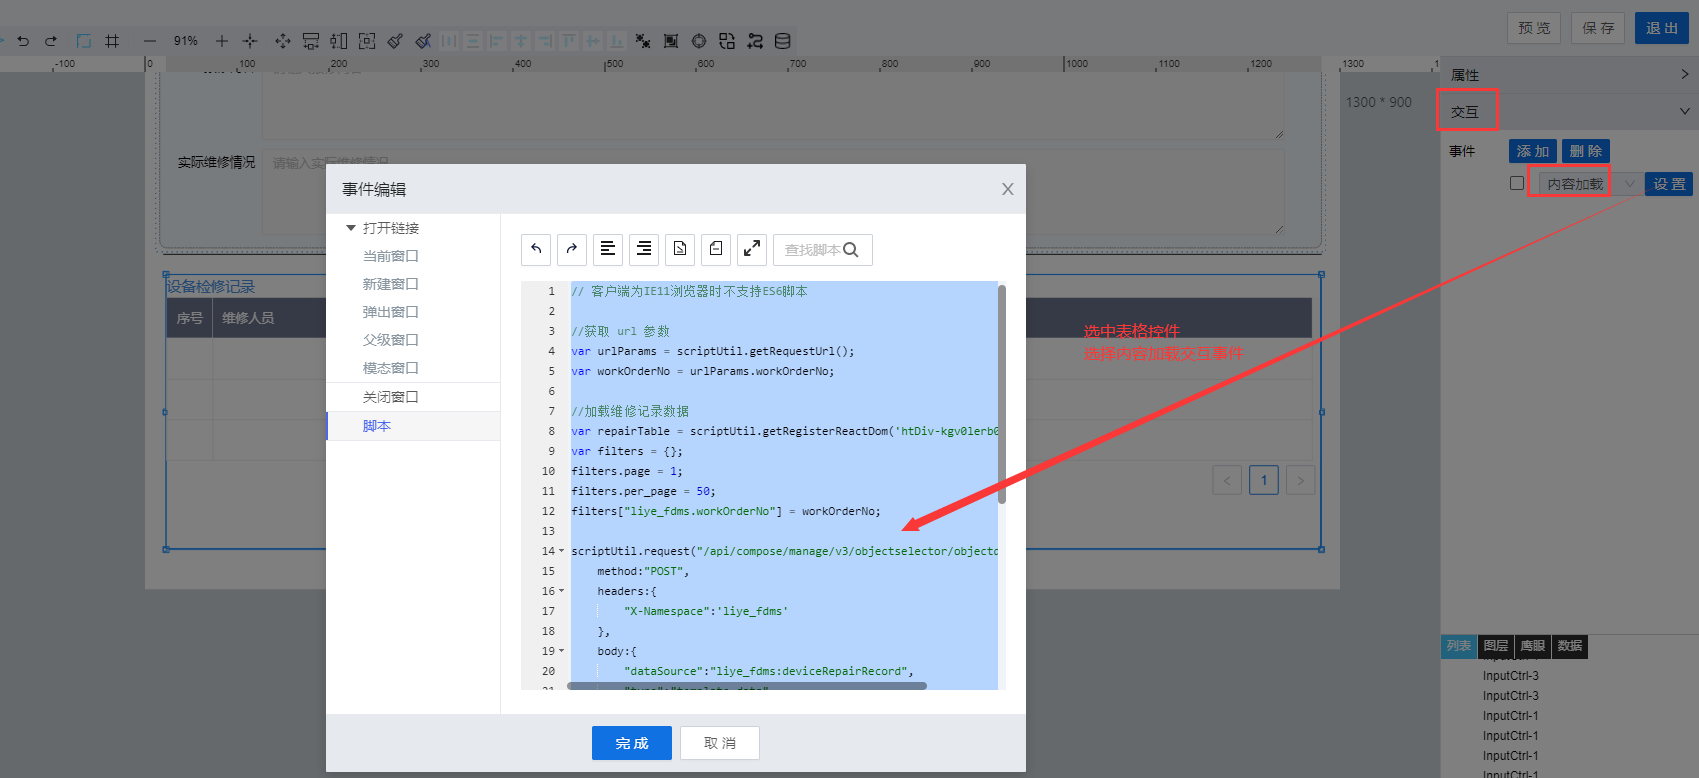 预 览
保 存
退 出
91%
-100
0
100
200
300
400
500
600
700
800
900
1000
1100
1200
1300
1300 * 900
属性
交互
事件
添 加
删 除
内容加载
设 置
实际维修情况
请输入实际维修情况
设备检修记录
序号
维修人员
事件编辑
打开链接
当前窗口
新建窗口
弹出窗口
父级窗口
模态窗口
关闭窗口
脚本
查找脚本
1 // 客户端为IE11浏览器时不支持ES6脚本
2
3 //获取 url 参数
4 var urlParams = scriptUtil.getRequestUrl();
5 var workOrderNo = urlParams.workOrderNo;
6
7 //加载维修记录数据
8 var repairTable = scriptUtil.getRegisterReactDom('htDiv-kgv0lerb0
9 var filters = {};
10 filters.page = 1;
11 filters.per_page = 50;
12 filters["liye_fdms.workOrderNo"] = workOrderNo;
13
14 scriptUtil.request("/api/compose/manage/v3/objectselector/objectd
15 method:"POST",
16 headers:{
17 "X-Namespace":'liye_fdms'
18 },
19 body:{
20 "dataSource":"liye_fdms:deviceRepairRecord",
21 "type":"template_data"
完 成
取 消
选中表格控件
选择内容加载交互事件
1
列表
图层
鹰眼
数据
InputCtrl-3
InputCtrl-3
InputCtrl-1
InputCtrl-1
InputCtrl-1
InputCtrl-1